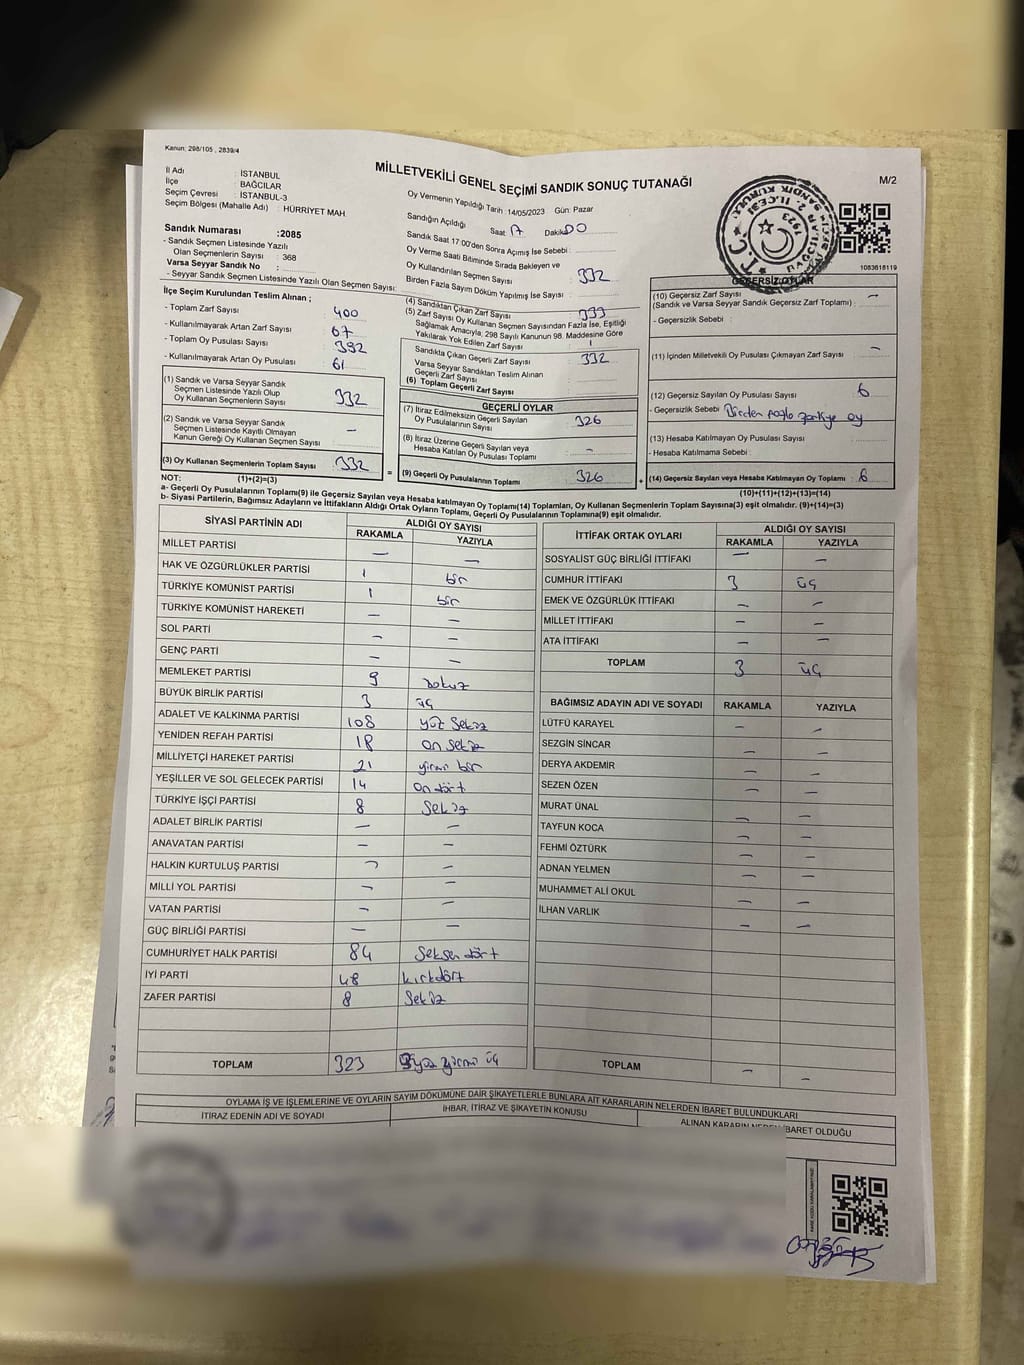 Kanun: 298/105 , 2839/4
MİLLETVEKİLİ GENEL SEÇİMİ SANDIK SONUÇ TUTANAĞI
M/2
İl Adı : İSTANBUL
İlçe : BAĞCILAR
Seçim Çevresi : İSTANBUL-3
Seçim Bölgesi (Mahalle Adı) : HÜRRİYET MAH.
Sandık Numarası :2085
- Sandık Seçmen Listesinde Yazılı
Olan Seçmenlerin Sayısı : 368
Varsa Seyyar Sandık No :
- Seyyar Sandık Seçmen Listesinde Yazılı Olan Seçmen Sayısı:
Oy Vermenin Yapıldığı Tarih :14/05/2023 Gün: Pazar
Sandığın Açıldığı Saat 17 Dakika 00
Sandık Saat 17 00'den Sonra Açılmış İse Sebebi :
Oy Verme Saati Bitiminde Sırada Bekleyen ve
Oy Kullandırılan Seçmen Sayısı : 332
Birden Fazla Sayım Döküm Yapılmış İse Sayısı :
T.C. BAĞCILAR 2. İLÇESİ SANDIK KURULU
1923
1083618119
İlçe Seçim Kurulundan Teslim Alınan ;
- Toplam Zarf Sayısı : 400
- Kullanılmayarak Artan Zarf Sayısı : 67
- Toplam Oy Pusulası Sayısı : 392
- Kullanılmayarak Artan Oy Pusulası : 61
(1) Sandık ve Varsa Seyyar Sandık
Seçmen Listesinde Yazılı Olup
Oy Kullanan Seçmenlerin Sayısı : 332
(2) Sandık ve Varsa Seyyar Sandık
Seçmen Listesinde Kayıtlı Olmayan
Kanun Gereği Oy Kullanan Seçmen Sayısı : —
(3) Oy Kullanan Seçmenlerin Toplam Sayısı : 332
(1)+(2)=(3)
(4) Sandıktan Çıkan Zarf Sayısı : 333
(5) Zarf Sayısı Oy Kullanan Seçmen Sayısından Fazla İse, Eşitliği
Sağlamak Amacıyla, 298 Sayılı Kanunun 98. Maddesine Göre
Yakılarak Yok Edilen Zarf Sayısı : 1
Sandıkta Çıkan Geçerli Zarf Sayısı : 332
Varsa Seyyar Sandıktan Teslim Alınan
Geçerli Zarf Sayısı :
(6) Toplam Geçerli Zarf Sayısı
GEÇERLİ OYLAR
(7) İtiraz Edilmeksizin Geçerli Sayılan
Oy Pusulalarının Sayısı : 326
(8) İtiraz Üzerine Geçerli Sayılan veya
Hesaba Katılan Oy Pusulası Toplamı : —
= (9) Geçerli Oy Pusulalarının Toplamı : 326 +
GEÇERSİZ OYLAR
(10) Geçersiz Zarf Sayısı
(Sandık ve Varsa Seyyar Sandık Geçersiz Zarf Toplamı) : —
- Geçersizlik Sebebi :
(11) İçinden Milletvekili Oy Pusulası Çıkmayan Zarf Sayısı : —
(12) Geçersiz Sayılan Oy Pusulası Sayısı : 6
- Geçersizlik Sebebi Birden fazla partiye oy
(13) Hesaba Katılmayan Oy Pusulası Sayısı :
- Hesaba Katılmama Sebebi :
(14) Geçersiz Sayılan veya Hesaba Katılmayan Oy Toplamı : 6
(10)+(11)+(12)+(13)=(14)
NOT:
a- Geçerli Oy Pusulalarının Toplamı(9) ile Geçersiz Sayılan veya Hesaba katılmayan Oy Toplamı(14) Toplamları, Oy Kullanan Seçmenlerin Toplam Sayısına(3) eşit olmalıdır. (9)+(14)=(3)
b- Siyasi Partilerin, Bağımsız Adayların ve İttifakların Aldığı Ortak Oyların Toplamı, Geçerli Oy Pusulalarının Toplamına(9) eşit olmalıdır.
SİYASİ PARTİNİN ADI ALDIĞI OY SAYISI
RAKAMLA YAZIYLA
MİLLET PARTİSİ — —
HAK VE ÖZGÜRLÜKLER PARTİSİ 1 bir
TÜRKİYE KOMÜNİST PARTİSİ 1 bir
TÜRKİYE KOMÜNİST HAREKETİ — —
SOL PARTİ — —
GENÇ PARTİ — —
MEMLEKET PARTİSİ 9 Dokuz
BÜYÜK BİRLİK PARTİSİ 3 üç
ADALET VE KALKINMA PARTİSİ 108 yüz Sekiz
YENİDEN REFAH PARTİSİ 18 on Sekiz
MİLLİYETÇİ HAREKET PARTİSİ 21 yirmi bir
YEŞİLLER VE SOL GELECEK PARTİSİ 14 on dört
TÜRKİYE İŞÇİ PARTİSİ 8 Sekiz
ADALET BİRLİK PARTİSİ — —
ANAVATAN PARTİSİ — —
HALKIN KURTULUŞ PARTİSİ — —
MİLLİ YOL PARTİSİ — —
VATAN PARTİSİ — —
GÜÇ BİRLİĞİ PARTİSİ — —
CUMHURİYET HALK PARTİSİ 84 Seksen dört
İYİ PARTİ 48 kırkdört
ZAFER PARTİSİ 8 Sekiz
TOPLAM 323 3yüz yirmi üç
İTTİFAK ORTAK OYLARI ALDIĞI OY SAYISI
RAKAMLA YAZIYLA
SOSYALİST GÜÇ BİRLİĞİ İTTİFAKI — —
CUMHUR İTTİFAKI 3 üç
EMEK VE ÖZGÜRLÜK İTTİFAKI — —
MİLLET İTTİFAKI — —
ATA İTTİFAKI — —
TOPLAM 3 üç
BAĞIMSIZ ADAYIN ADI VE SOYADI RAKAMLA YAZIYLA
LÜTFÜ KARAYEL — —
SEZGİN SİNCAR — —
DERYA AKDEMİR — —
SEZEN ÖZEN — —
MURAT ÜNAL — —
TAYFUN KOCA — —
FEHMİ ÖZTÜRK — —
ADNAN YELMEN — —
MUHAMMET ALİ OKUL — —
İLHAN VARLIK — —
TOPLAM — —
OYLAMA İŞ VE İŞLEMLERİNE VE OYLARIN SAYIM DÖKÜMÜNE DAİR ŞİKAYETLERLE BUNLARA AİT KARARLARIN NELERDEN İBARET BULUNDUKLARI
İTİRAZ EDENİN ADI VE SOYADI İHBAR, İTİRAZ VE ŞİKAYETİN KONUSU ALINAN KARARIN NEDEN İBARET OLDUĞU